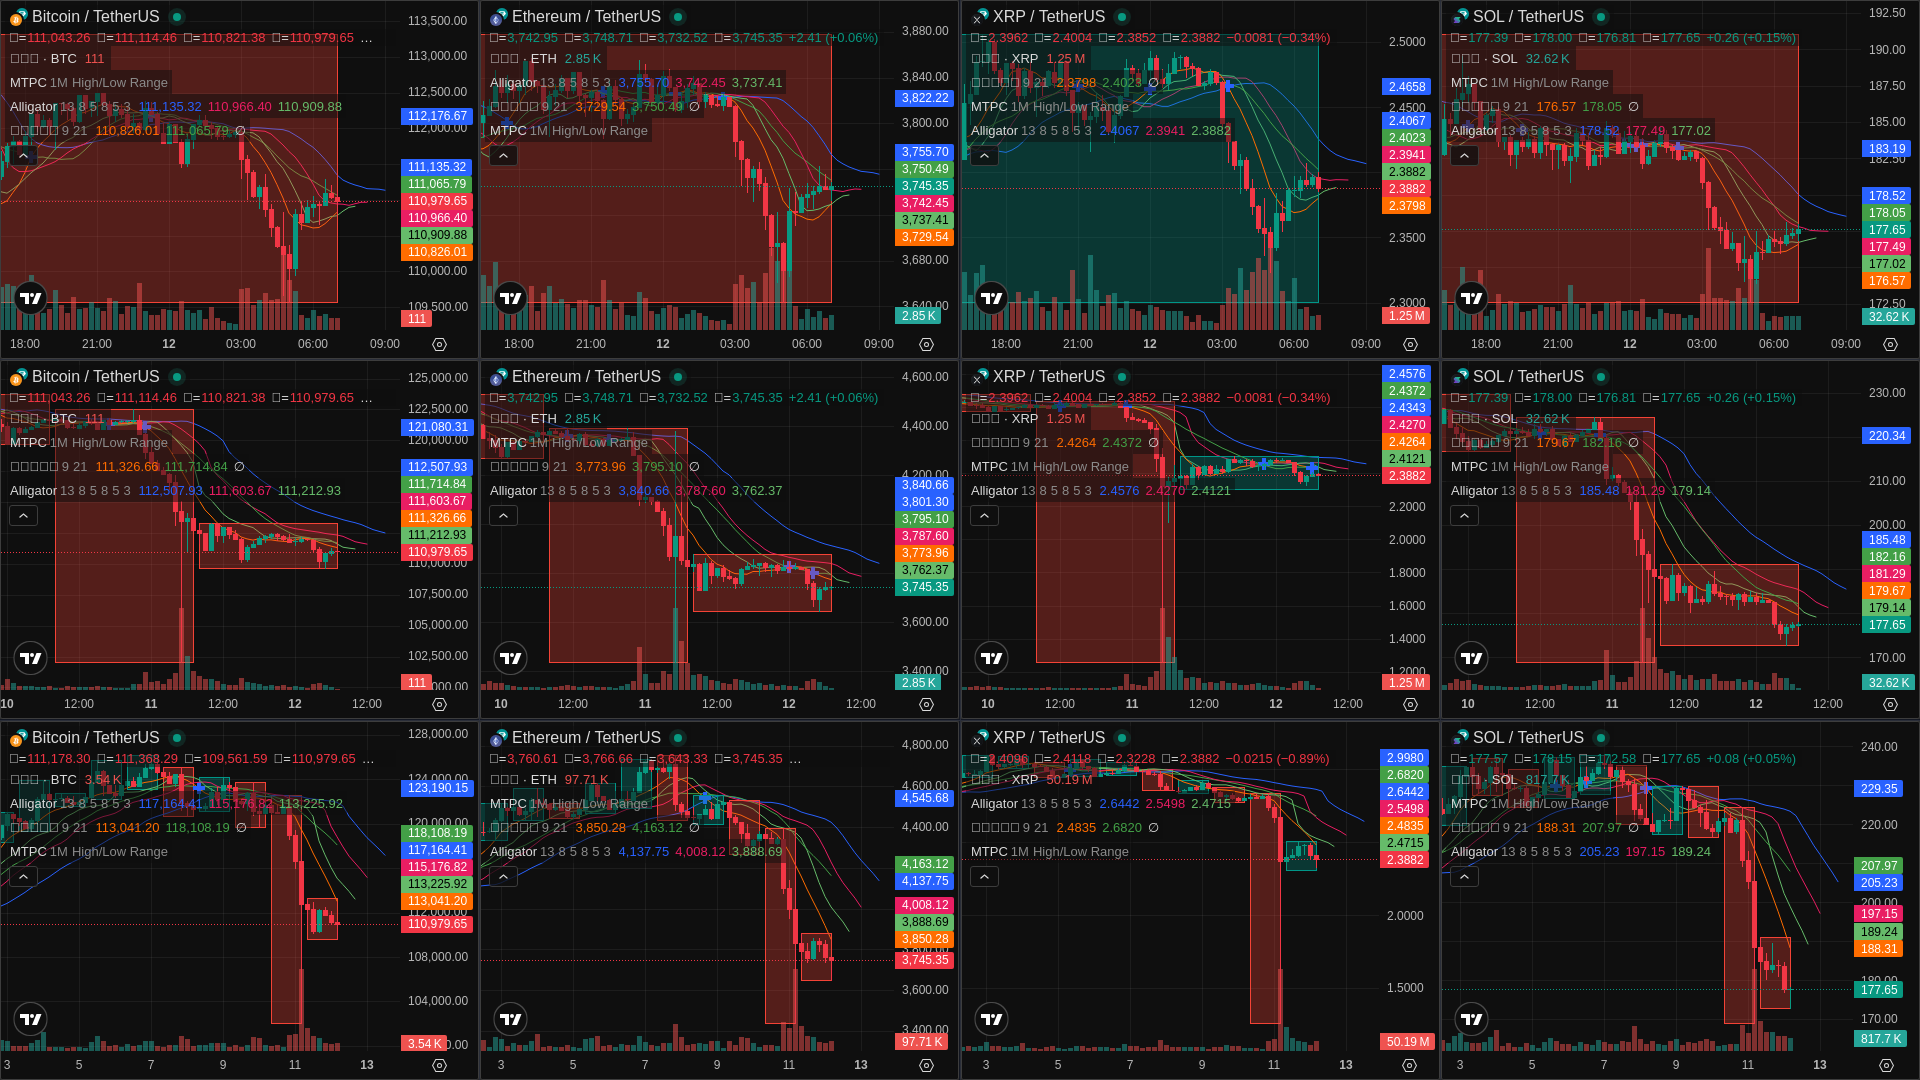 Bitcoin / TetherUS
=111,043.26 =111,114.46 =110,821.38 =110,979.65 ...
· BTC 111
MTPC 1M High/Low Range
Alligator 13 8 5 8 5 3 111,135.32 110,966.40 110,909.88
9 21 110,826.01 111,065.79 ∅
113,500.00
113,000.00
112,500.00
112,176.67
112,000.00
111,135.32
111,065.79
110,979.65
110,966.40
110,909.88
110,826.01
110,000.00
109,500.00
111
18:00 21:00 12 03:00 06:00 09:00
Ethereum / TetherUS
=3,742.95 =3,748.71 =3,732.52 =3,745.35 +2.41 (+0.06%)
· ETH 2.85 K
Alligator 13 8 5 8 5 3 3,755.70 3,742.45 3,737.41
9 21 3,729.54 3,750.49 ∅
MTPC 1M High/Low Range
3,880.00
3,840.00
3,822.22
3,800.00
3,755.70
3,750.49
3,745.35
3,742.45
3,737.41
3,729.54
3,680.00
3,640.00
2.85 K
18:00 21:00 12 03:00 06:00 09:00
XRP / TetherUS
=2.3962 =2.4004 =2.3852 =2.3882 −0.0081 (−0.34%)
· XRP 1.25 M
9 21 2.3798 2.4023 ∅
MTPC 1M High/Low Range
Alligator 13 8 5 8 5 3 2.4067 2.3941 2.3882
2.5000
2.4658
2.4500
2.4067
2.4023
2.3941
2.3882
2.3882
2.3798
2.3500
2.3000
1.25 M
18:00 21:00 12 03:00 06:00 09:00
SOL / TetherUS
=177.39 =178.00 =176.81 =177.65 +0.26 (+0.15%)
· SOL 32.62 K
MTPC 1M High/Low Range
9 21 176.57 178.05 ∅
Alligator 13 8 5 8 5 3 178.52 177.49 177.02
192.50
190.00
187.50
185.00
183.19
182.50
178.52
178.05
177.65
177.49
177.02
176.57
172.50
32.62 K
18:00 21:00 12 03:00 06:00 09:00
Bitcoin / TetherUS
=111,043.26 =111,114.46 =110,821.38 =110,979.65 ...
· BTC 111
MTPC 1M High/Low Range
9 21 111,326.66 111,714.84 ∅
Alligator 13 8 5 8 5 3 112,507.93 111,603.67 111,212.93
125,000.00
122,500.00
121,080.31
120,000.00
112,507.93
111,714.84
111,603.67
111,326.66
111,212.93
110,979.65
110,000.00
107,500.00
105,000.00
102,500.00
111
10 12:00 11 12:00 12 12:00
Ethereum / TetherUS
=3,742.95 =3,748.71 =3,732.52 =3,745.35 +2.41 (+0.06%)
· ETH 2.85 K
MTPC 1M High/Low Range
9 21 3,773.96 3,795.10 ∅
Alligator 13 8 5 8 5 3 3,840.66 3,787.60 3,762.37
4,600.00
4,400.00
4,200.00
3,840.66
3,801.30
3,795.10
3,787.60
3,773.96
3,762.37
3,745.35
3,600.00
3,400.00
2.85 K
10 12:00 11 12:00 12 12:00
XRP / TetherUS
=2.3962 =2.4004 =2.3852 =2.3882 −0.0081 (−0.34%)
· XRP 1.25 M
9 21 2.4264 2.4372 ∅
MTPC 1M High/Low Range
Alligator 13 8 5 8 5 3 2.4576 2.4270 2.4121
2.4576
2.4372
2.4343
2.4270
2.4264
2.4121
2.3882
2.2000
2.0000
1.8000
1.6000
1.4000
1.2000
1.25 M
10 12:00 11 12:00 12 12:00
SOL / TetherUS
=177.39 =178.00 =176.81 =177.65 +0.26 (+0.15%)
· SOL 32.62 K
9 21 179.67 182.16 ∅
MTPC 1M High/Low Range
Alligator 13 8 5 8 5 3 185.48 181.29 179.14
230.00
220.34
210.00
200.00
185.48
182.16
181.29
179.67
179.14
177.65
170.00
32.62 K
10 12:00 11 12:00 12 12:00
Bitcoin / TetherUS
=111,178.30 =111,368.29 =109,561.59 =110,979.65 ...
· BTC 3.54 K
Alligator 13 8 5 8 5 3 117,164.41 115,176.82 113,225.92
9 21 113,041.20 118,108.19 ∅
MTPC 1M High/Low Range
128,000.00
124,000.00
123,190.15
120,000.00
118,108.19
117,164.41
115,176.82
113,225.92
113,041.20
112,000.00
110,979.65
108,000.00
104,000.00
3.54 K
3 5 7 9 11 13
Ethereum / TetherUS
=3,760.61 =3,766.66 =3,643.33 =3,745.35 ...
· ETH 97.71 K
MTPC 1M High/Low Range
9 21 3,850.28 4,163.12 ∅
Alligator 13 8 5 8 5 3 4,137.75 4,008.12 3,888.69
4,800.00
4,600.00
4,545.68
4,400.00
4,163.12
4,137.75
4,008.12
3,888.69
3,850.28
3,800.00
3,745.35
3,600.00
3,400.00
97.71 K
3 5 7 9 11 13
XRP / TetherUS
=2.4096 =2.4118 =2.3228 =2.3882 −0.0215 (−0.89%)
· XRP 50.19 M
Alligator 13 8 5 8 5 3 2.6442 2.5498 2.4715
9 21 2.4835 2.6820 ∅
MTPC 1M High/Low Range
2.9980
2.6820
2.6442
2.5498
2.4835
2.4715
2.3882
2.0000
1.5000
50.19 M
3 5 7 9 11 13
SOL / TetherUS
=177.57 =178.15 =172.58 =177.65 +0.08 (+0.05%)
· SOL 817.7 K
MTPC 1M High/Low Range
9 21 188.31 207.97 ∅
Alligator 13 8 5 8 5 3 205.23 197.15 189.24
240.00
229.35
220.00
207.97
205.23
200.00
197.15
189.24
188.31
180.00
177.65
170.00
817.7 K
3 5 7 9 11 13